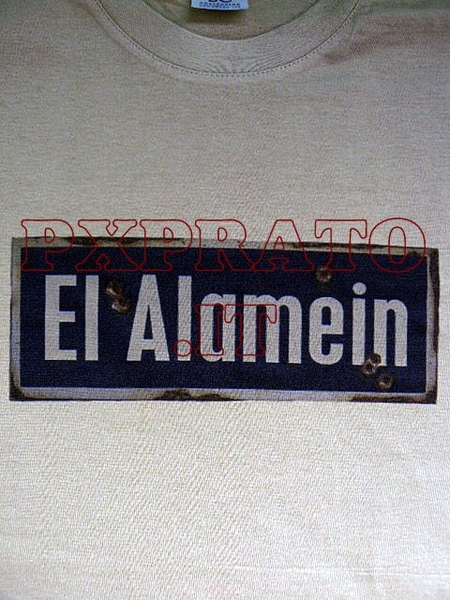 PXPRATO
El Alamein
.IT